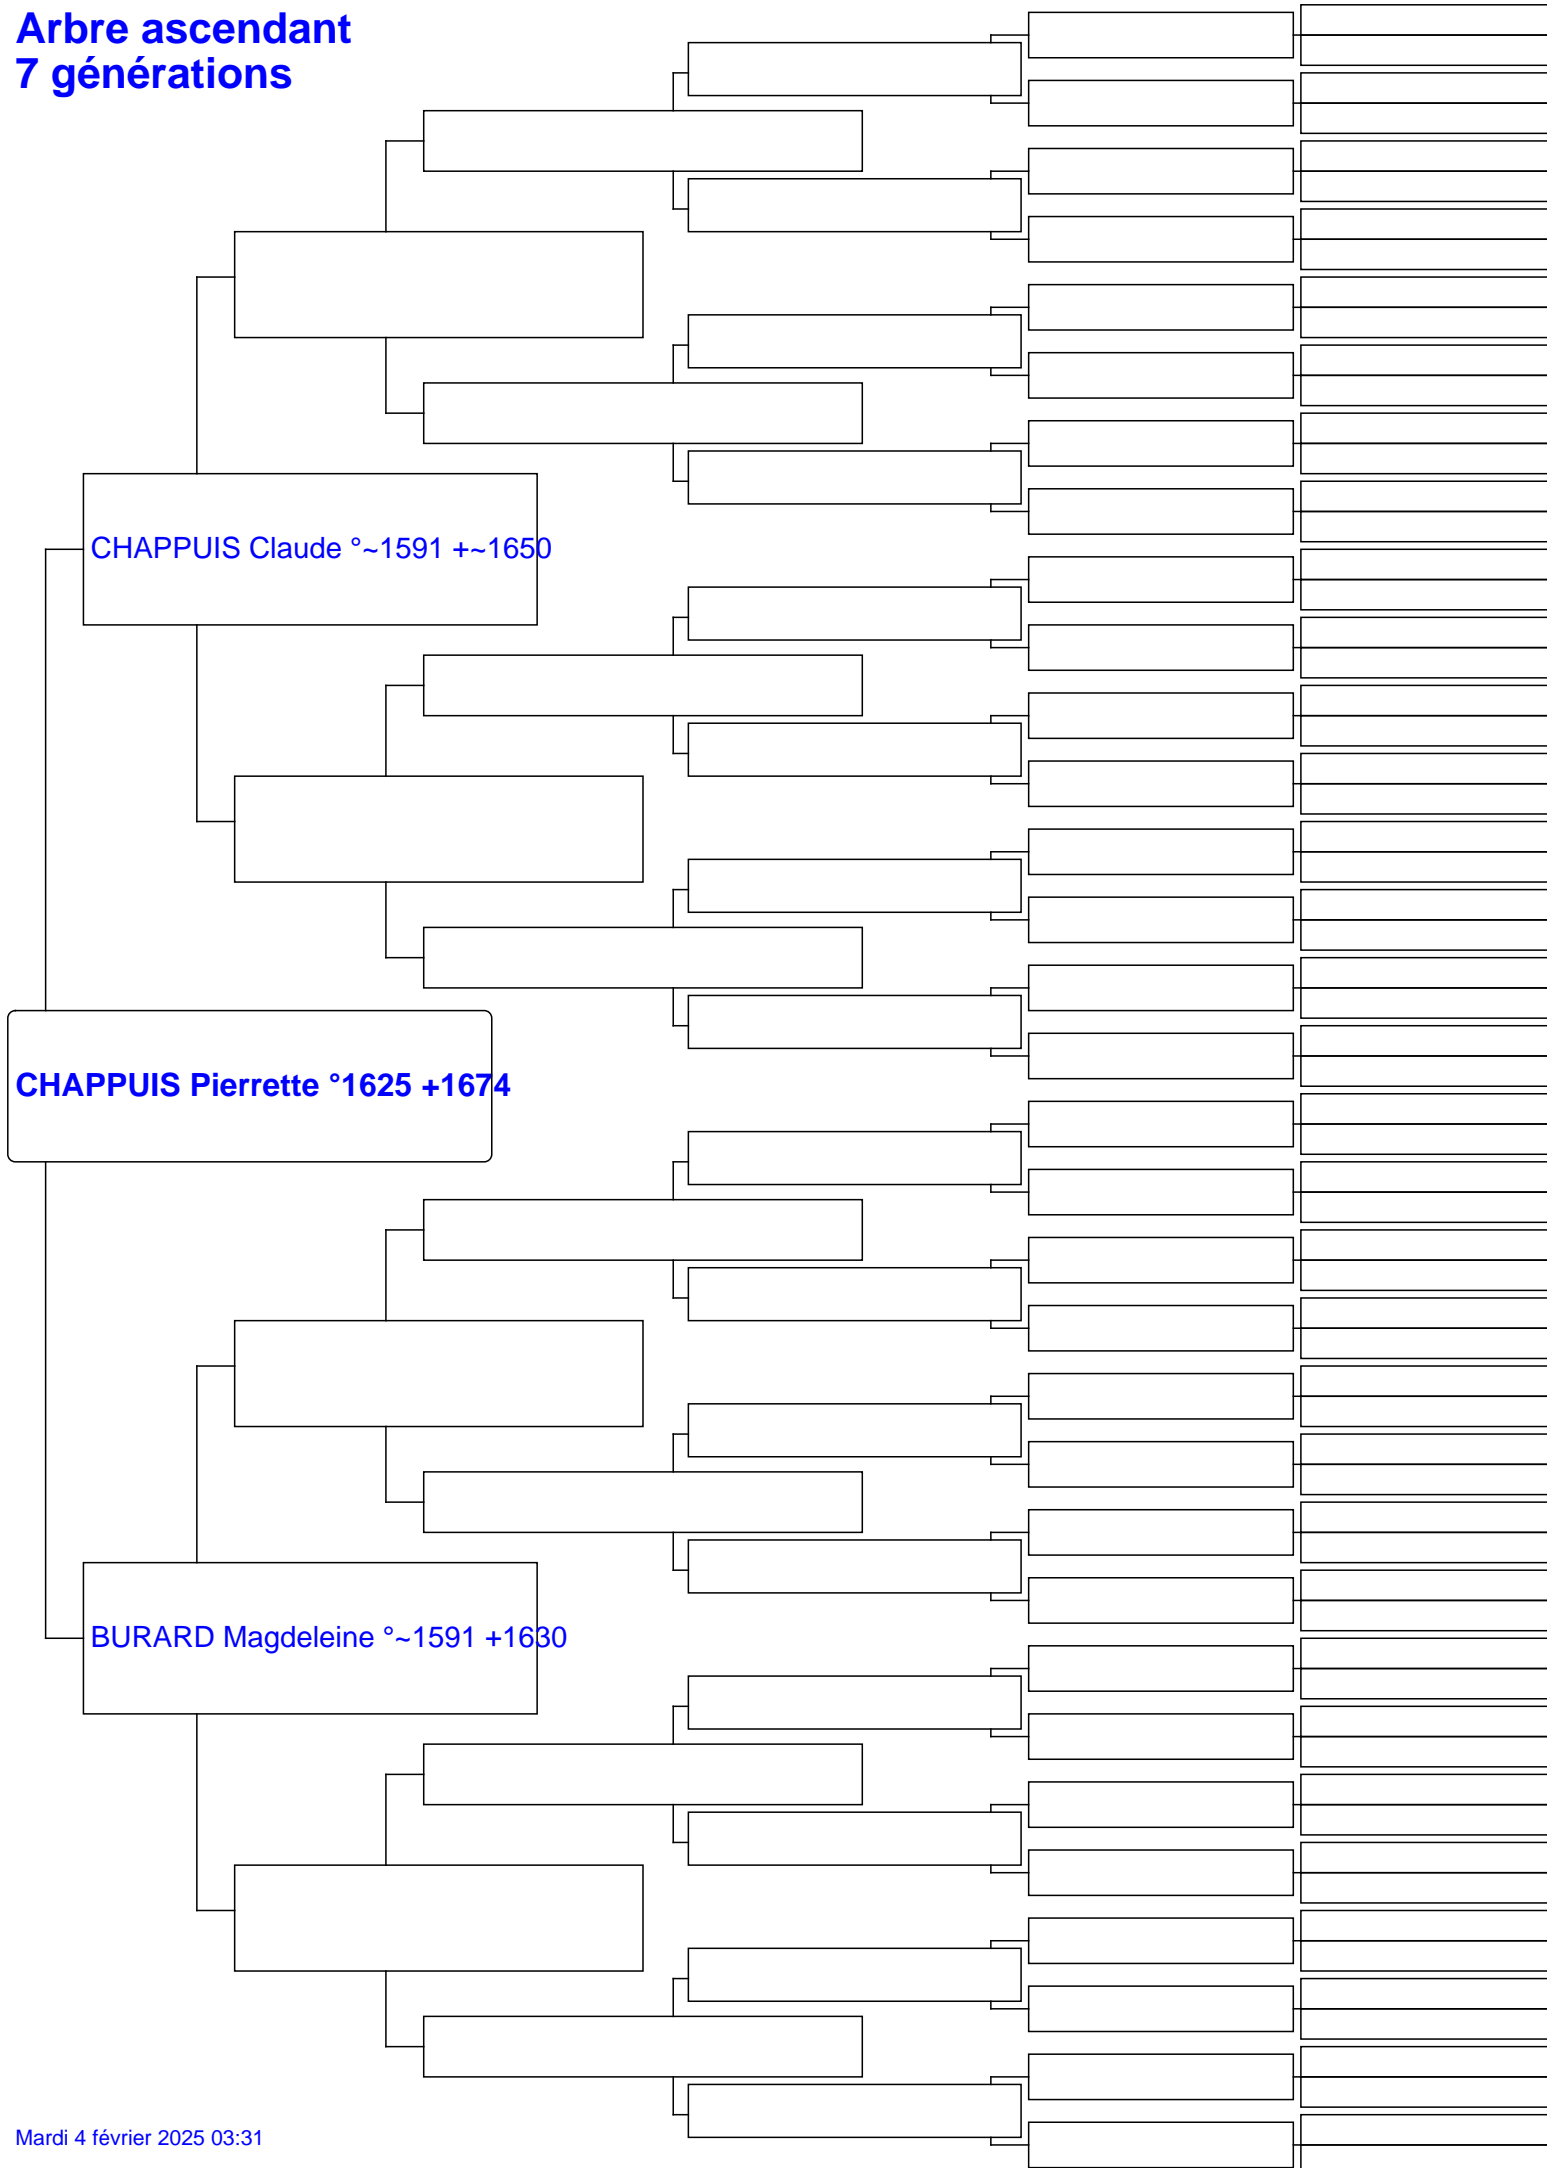 Arbre ascendant
7 générations
CHAPPUIS Claude °~1591 +~1650
CHAPPUIS Pierrette °1625 +1674
BURARD Magdeleine °~1591 +1630
Mardi 4 février 2025 03:31